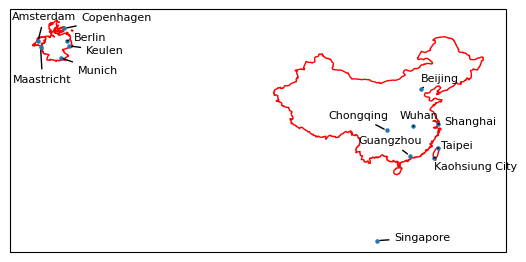 Amsterdam
Copenhagen
Berlin
Keulen
Munich
Maastricht
Beijing
Chongqing
Wuhan
Shanghai
Guangzhou
Taipei
Kaohsiung City
Singapore